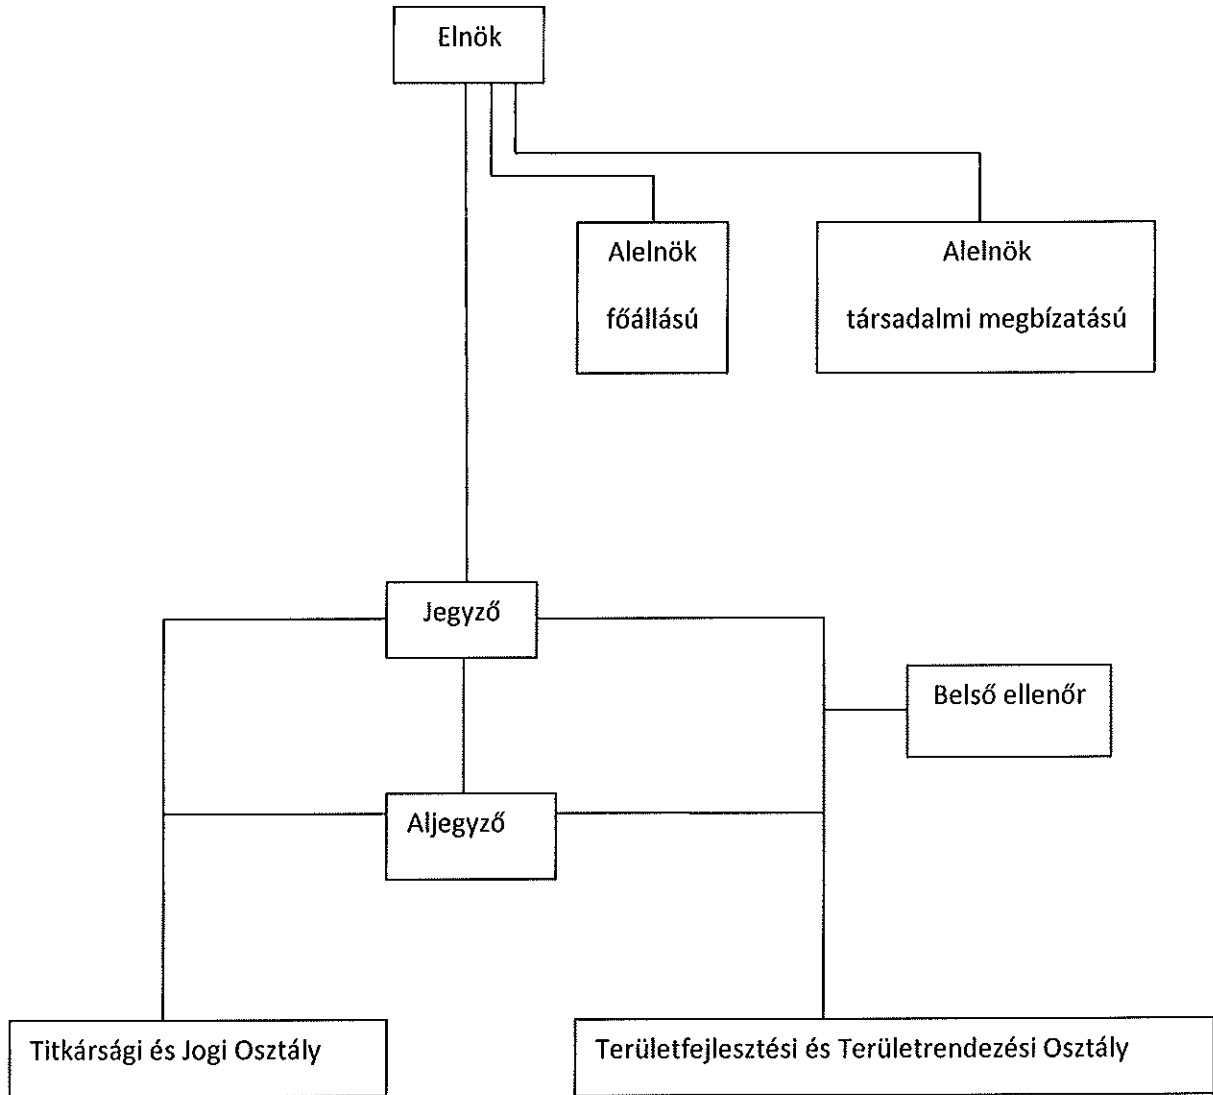 Elnök
Alelnök
főállású
Alelnök
társadalmi megbízatású
Jegyző
Belső ellenőr
Aljegyző
Titkársági és Jogi Osztály
Területfejlesztési és Területrendezési Osztály